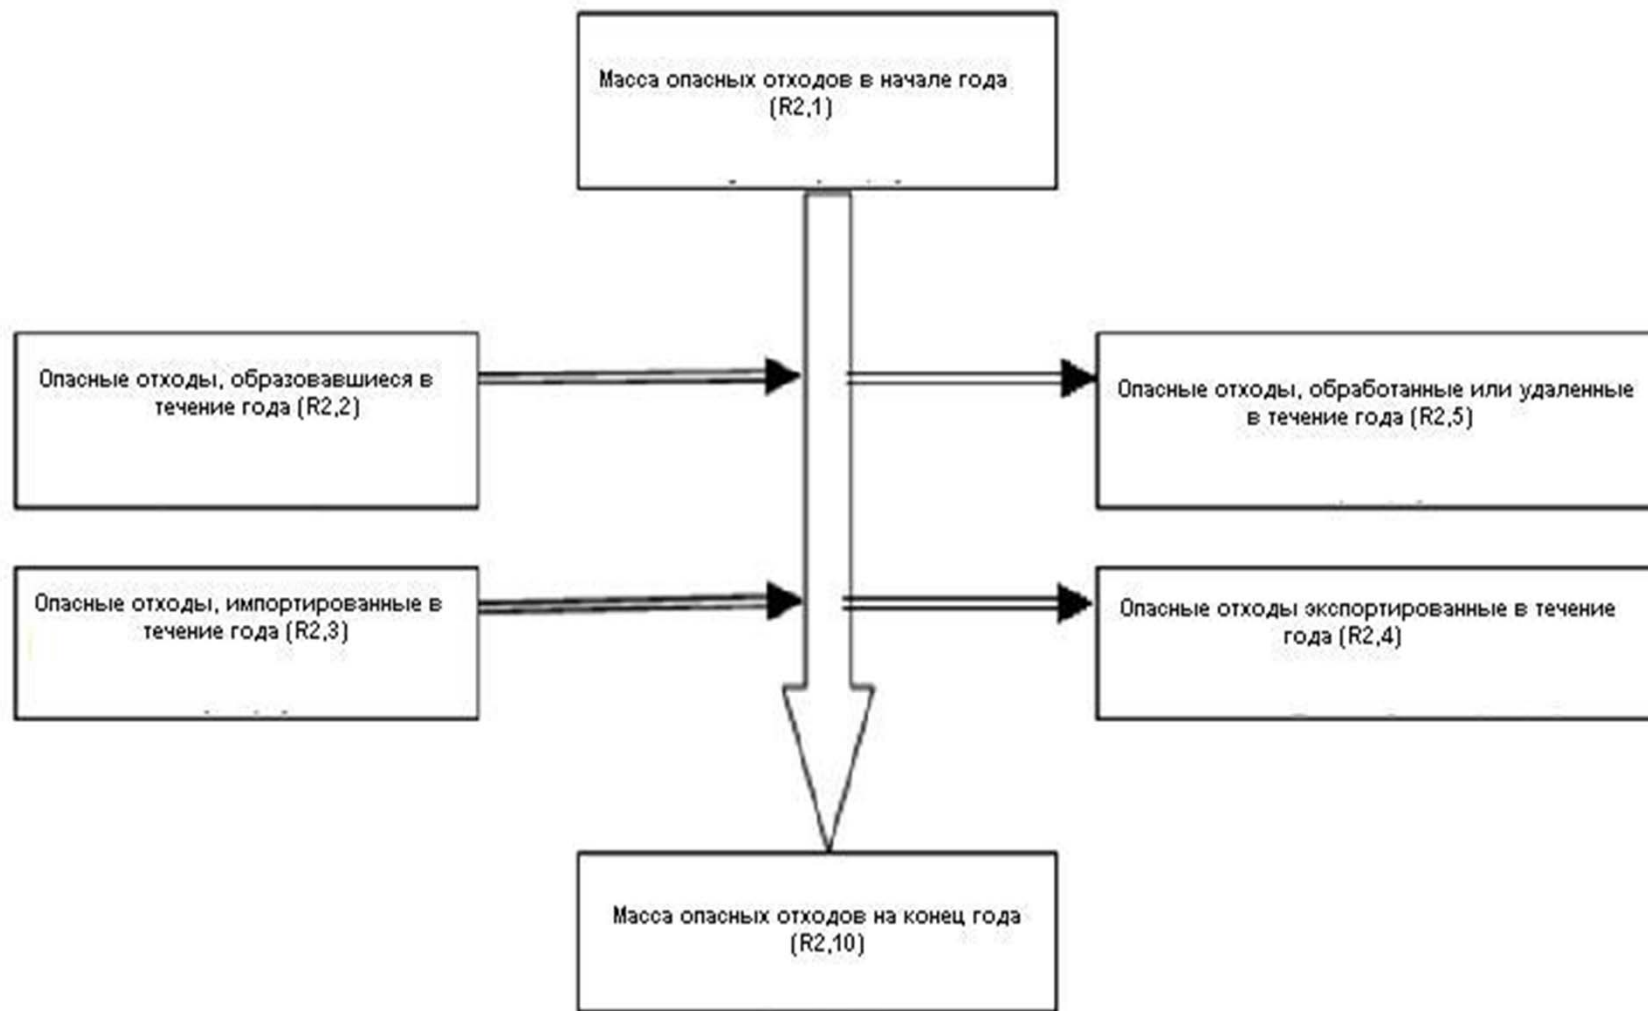 Масса опасных отходов в начале года
(R2,1)
Опасные отходы, образовавшиеся в
течение года (R2,2)
Опасные отходы, обработанные или удаленные
в течение года (R2,5)
Опасные отходы, импортированные в
течение года (R2,3)
Опасные отходы экспортированные в течение
года (R2,4)
Масса опасных отходов на конец года
(R2,10)